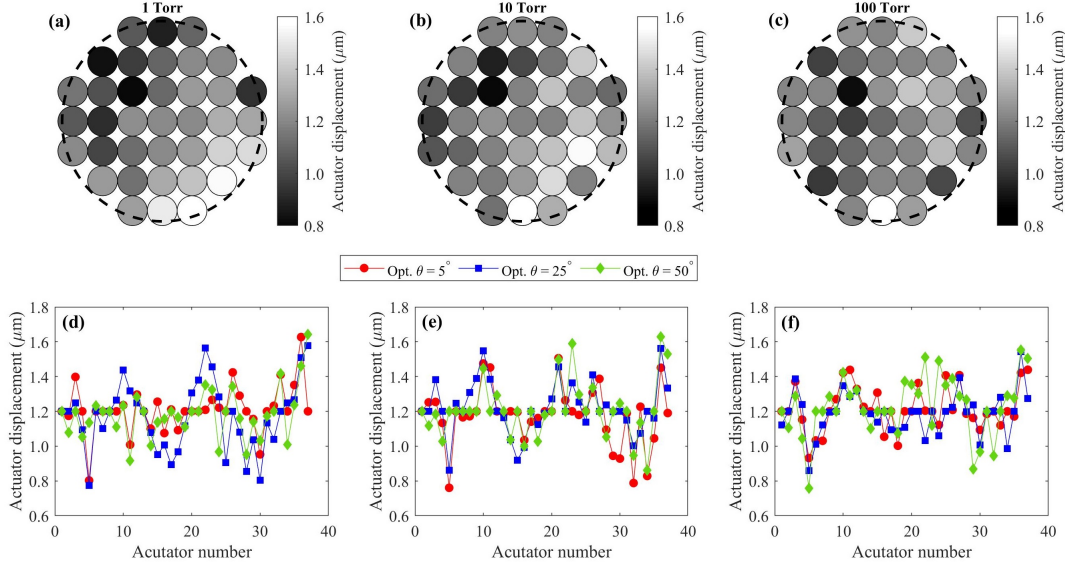 (a) 1 Torr
1.6
1.4
1.2
1.0
0.8
Actuator displacement (μm)
(b) 10 Torr
1.6
1.4
1.2
1.0
0.8
Actuator displacement (μm)
(c) 100 Torr
1.6
1.4
1.2
1.0
0.8
Actuator displacement (μm)
Opt. θ = 5° Opt. θ = 25° Opt. θ = 50°
(d)
Actuator displacement (μm)
1.8
1.6
1.4
1.2
1.0
0.8
0.6
0 10 20 30 40
Acutator number
(e)
Actuator displacement (μm)
1.8
1.6
1.4
1.2
1.0
0.8
0.6
0 10 20 30 40
Acutator number
(f)
Actuator displacement (μm)
1.8
1.6
1.4
1.2
1.0
0.8
0.6
0 10 20 30 40
Acutator number